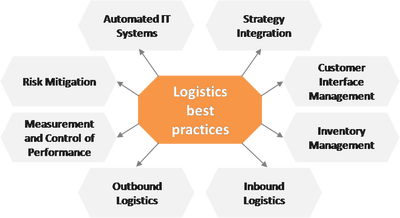 Automated IT
Systems
Strategy
Integration
Risk Mitigation
Logistics
best
practices
Customer
Interface
Management
Measurement
and Control of
Performance
Inventory
Management
Outbound
Logistics
Inbound
Logistics